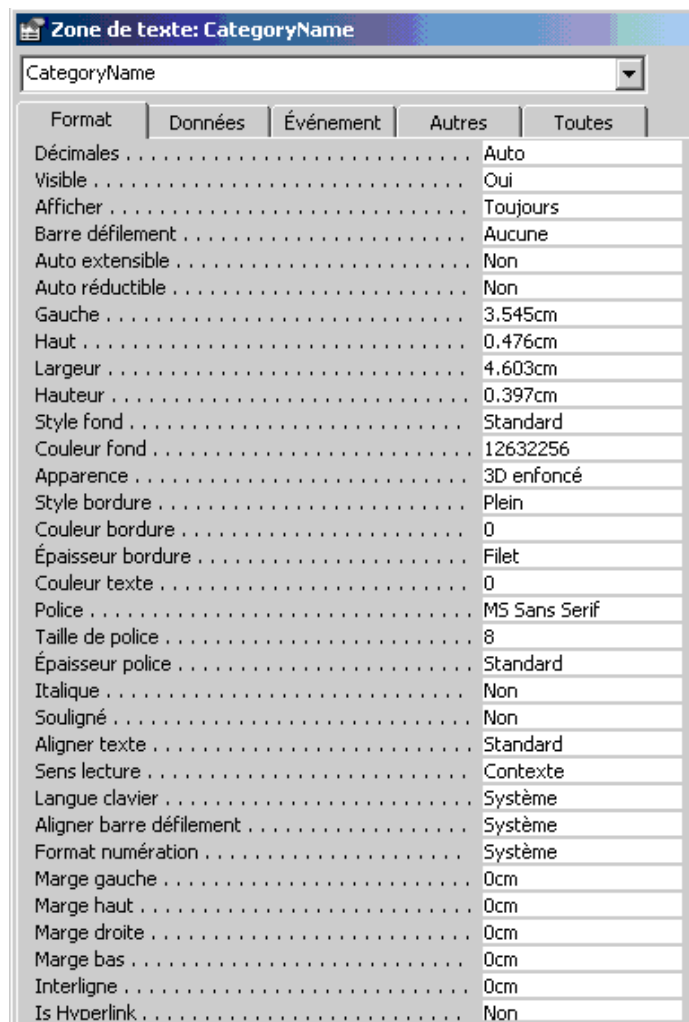 Zone de texte: CategoryName
CategoryName
Format Données Événement Autres Toutes
Décimales . . . . . . . . . . . . . . . . . . . . . . . . . . . . . . . Auto
Visible . . . . . . . . . . . . . . . . . . . . . . . . . . . . . . . . . Oui
Afficher . . . . . . . . . . . . . . . . . . . . . . . . . . . . . . . . Toujours
Barre défilement . . . . . . . . . . . . . . . . . . . . . . . . . Aucune
Auto extensible . . . . . . . . . . . . . . . . . . . . . . . . . . Non
Auto réductible . . . . . . . . . . . . . . . . . . . . . . . . . . Non
Gauche . . . . . . . . . . . . . . . . . . . . . . . . . . . . . . . . 3.545cm
Haut . . . . . . . . . . . . . . . . . . . . . . . . . . . . . . . . . . 0.476cm
Largeur . . . . . . . . . . . . . . . . . . . . . . . . . . . . . . . . 4.603cm
Hauteur . . . . . . . . . . . . . . . . . . . . . . . . . . . . . . . 0.397cm
Style fond . . . . . . . . . . . . . . . . . . . . . . . . . . . . . . Standard
Couleur fond . . . . . . . . . . . . . . . . . . . . . . . . . . . . 12632256
Apparence . . . . . . . . . . . . . . . . . . . . . . . . . . . . . 3D enfoncé
Style bordure . . . . . . . . . . . . . . . . . . . . . . . . . . . Plein
Couleur bordure . . . . . . . . . . . . . . . . . . . . . . . . . 0
Épaisseur bordure . . . . . . . . . . . . . . . . . . . . . . . . Filet
Couleur texte . . . . . . . . . . . . . . . . . . . . . . . . . . . 0
Police . . . . . . . . . . . . . . . . . . . . . . . . . . . . . . . . . MS Sans Serif
Taille de police . . . . . . . . . . . . . . . . . . . . . . . . . . 8
Épaisseur police . . . . . . . . . . . . . . . . . . . . . . . . . Standard
Italique . . . . . . . . . . . . . . . . . . . . . . . . . . . . . . . . Non
Souligné . . . . . . . . . . . . . . . . . . . . . . . . . . . . . . . Non
Aligner texte . . . . . . . . . . . . . . . . . . . . . . . . . . . . Standard
Sens lecture . . . . . . . . . . . . . . . . . . . . . . . . . . . . Contexte
Langue clavier . . . . . . . . . . . . . . . . . . . . . . . . . . . Système
Aligner barre défilement . . . . . . . . . . . . . . . . . . . Système
Format numération . . . . . . . . . . . . . . . . . . . . . . Système
Marge gauche . . . . . . . . . . . . . . . . . . . . . . . . . . . 0cm
Marge haut . . . . . . . . . . . . . . . . . . . . . . . . . . . . . 0cm
Marge droite . . . . . . . . . . . . . . . . . . . . . . . . . . . . 0cm
Marge bas . . . . . . . . . . . . . . . . . . . . . . . . . . . . . 0cm
Interligne . . . . . . . . . . . . . . . . . . . . . . . . . . . . . . 0cm
Is Hyperlink . . . . . . . . . . . . . . . . . . . . . . . . . . . . Non